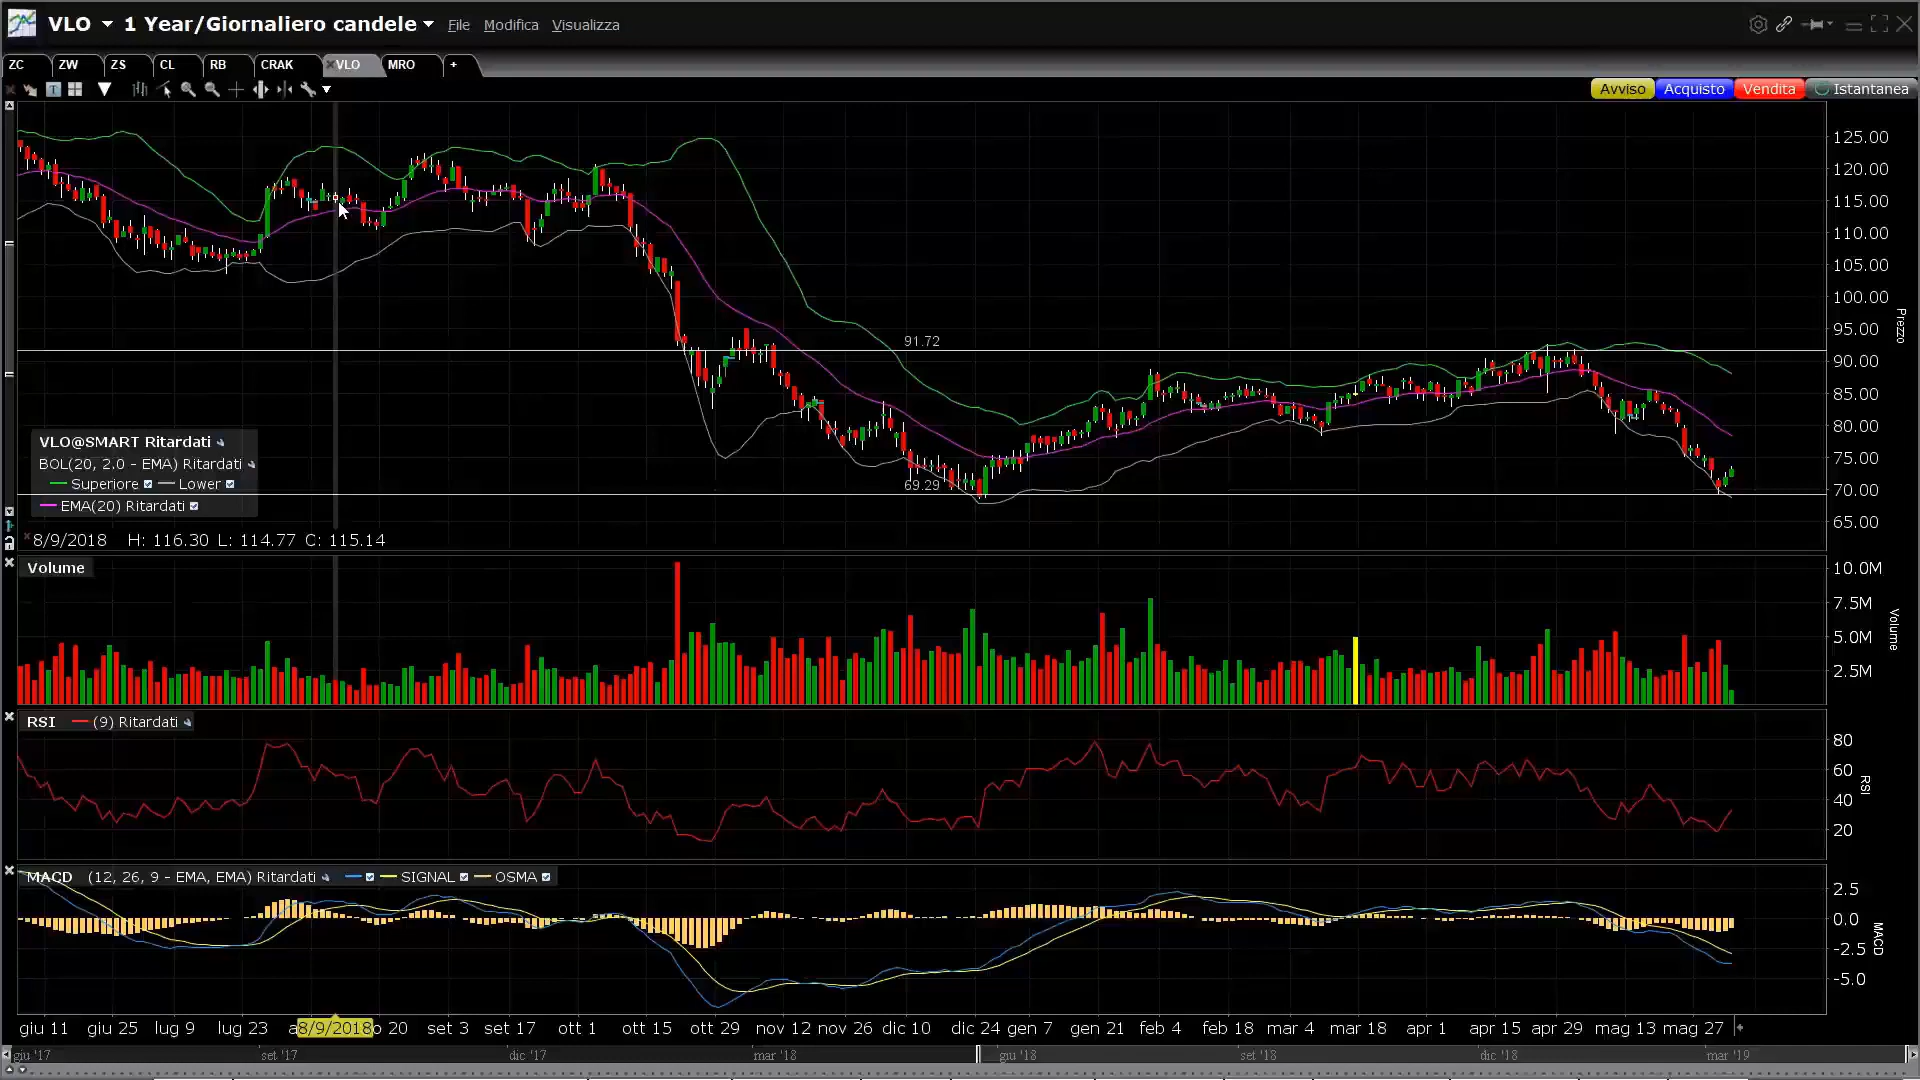 VLO 1 Year/Giornaliero candele File Modifica Visualizza
ZC ZW ZS CL RB CRAK VLO MRO +
T Avviso Acquisto Vendita Istantanea
125.00
120.00
115.00
110.00
105.00
100.00
95.00
90.00
85.00
80.00
75.00
70.00
65.00
Prezzo
91.72
69.29
VLO@SMART Ritardati
BOL(20, 2.0 - EMA) Ritardati
Superiore Lower
EMA(20) Ritardati
8/9/2018 H: 116.30 L: 114.77 C: 115.14
Volume
10.0M
7.5M
5.0M
2.5M
Volume
RSI (9) Ritardati
80
60
40
20
RSI
MACD (12, 26, 9 - EMA, EMA) Ritardati SIGNAL OSMA
2.5
0.0
-2.5
-5.0
MACD
giu 11 giu 25 lug 9 lug 23 a 8/9/2018 o 20 set 3 set 17 ott 1 ott 15 ott 29 nov 12 nov 26 dic 10 dic 24 gen 7 gen 21 feb 4 feb 18 mar 4 mar 18 apr 1 apr 15 apr 29 mag 13 mag 27
giu '17 set '17 dic '17 mar '18 giu '18 set '18 dic '18 mar '19